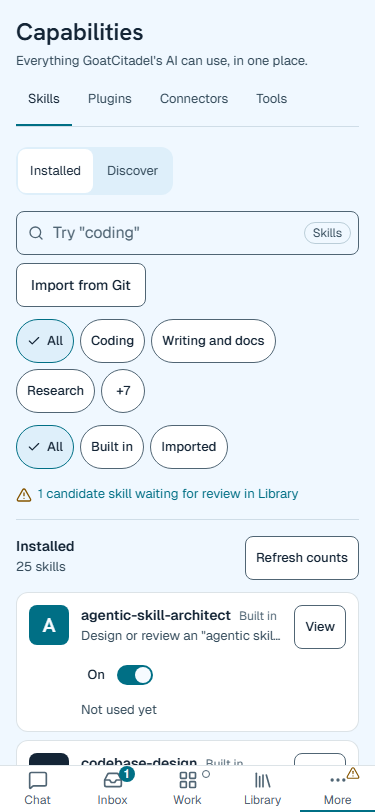 Capabilities
Everything GoatCitadel's AI can use, in one place.
Skills Plugins Connectors Tools
Installed Discover
Try "coding" Skills
Import from Git
All Coding Writing and docs
Research +7
All Built in Imported
1 candidate skill waiting for review in Library
Installed
25 skills
Refresh counts
A
agentic-skill-architect Built in
Design or review an "agentic skil...
View
On
Not used yet
codebase-design Built in
1
Chat Inbox Work Library More